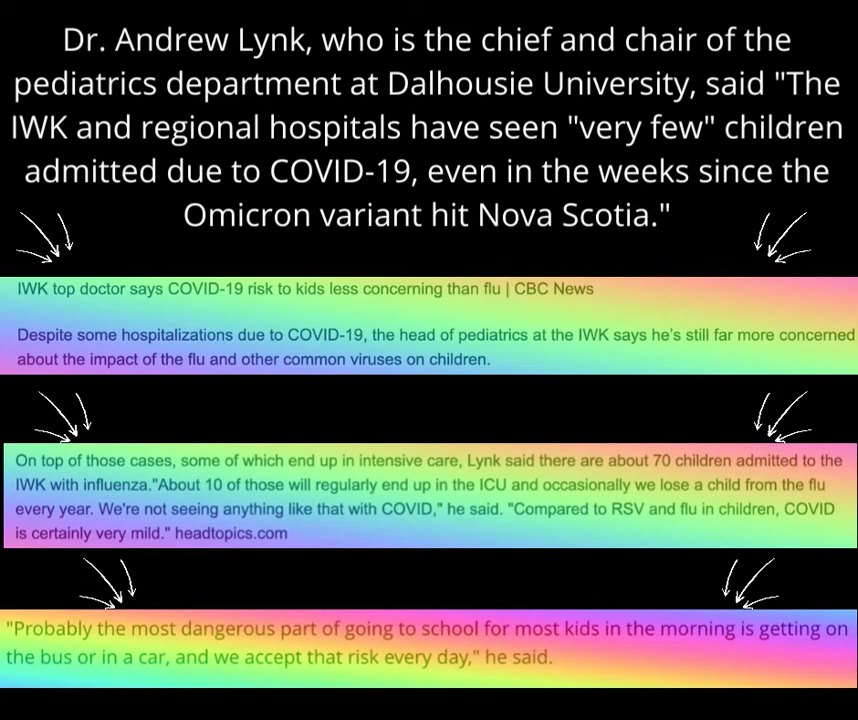 Dr. Andrew Lynk, who is the chief and chair of the
pediatrics department at Dalhousie University, said "The
IWK and regional hospitals have seen "very few" children
admitted due to COVID-19, even in the weeks since the
Omicron variant hit Nova Scotia."
IWK top doctor says COVID-19 risk to kids less concerning than flu | CBC News
Despite some hospitalizations due to COVID-19, the head of pediatrics at the IWK says he's still far more concerned
about the impact of the flu and other common viruses on children.
On top of those cases, some of which end up in intensive care, Lynk said there are about 70 children admitted to the
IWK with influenza."About 10 of those will regularly end up in the ICU and occasionally we lose a child from the flu
every year. We're not seeing anything like that with COVID," he said. "Compared to RSV and flu in children, COVID
is certainly very mild." headtopics.com
"Probably the most dangerous part of going to school for most kids in the morning is getting on
the bus or in a car, and we accept that risk every day," he said.